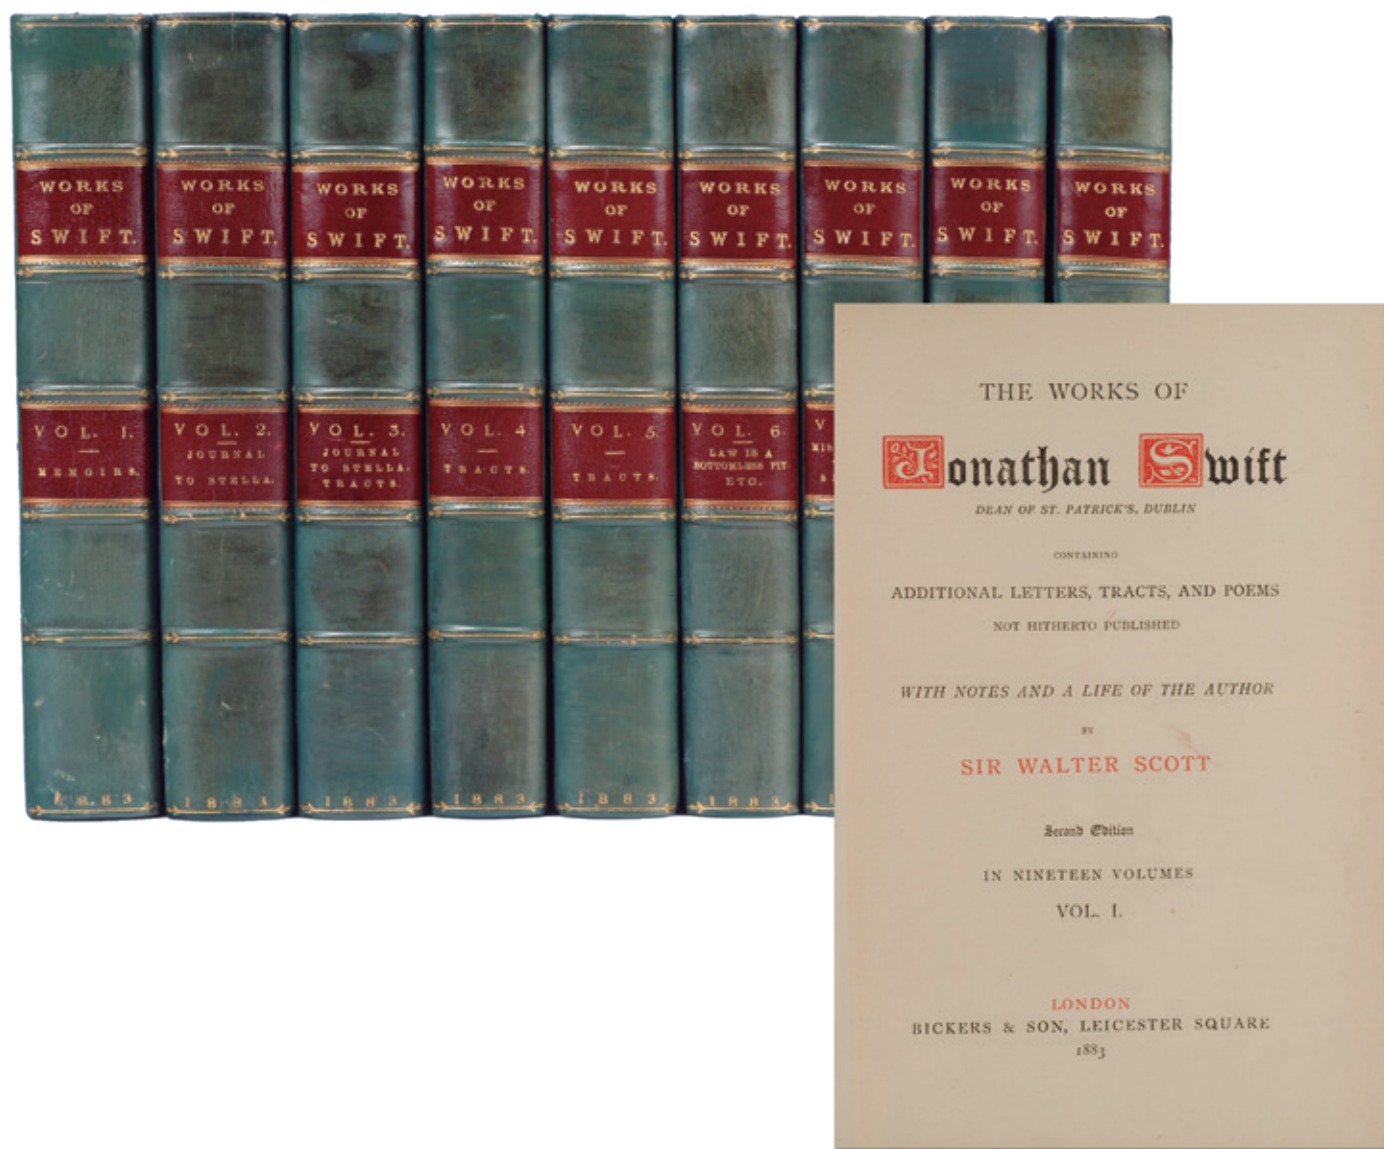 WORKS
OF
SWIFT.
VOL. 1.
MEMOIRS.
1883
WORKS
OF
SWIFT.
VOL. 2.
JOURNAL
TO STELLA.
1883
WORKS
OF
SWIFT.
VOL. 3.
JOURNAL
TO STELLA.
TRACTS.
1883
WORKS
OF
SWIFT.
VOL. 4
TRACTS.
1883
WORKS
OF
SWIFT.
VOL. 5.
TRACTS.
1883
WORKS
OF
SWIFT.
VOL. 6
LAW IS A
BOTTOMLESS PIT.
ETC.
1883
WORKS
OF
SWIFT.
WORKS
OF
SWIFT.
WORKS
OF
SWIFT.
THE WORKS OF
Jonathan Swift
DEAN OF ST. PATRICK'S, DUBLIN
CONTAINING
ADDITIONAL LETTERS, TRACTS, AND POEMS
NOT HITHERTO PUBLISHED
WITH NOTES AND A LIFE OF THE AUTHOR
BY
SIR WALTER SCOTT
Second Edition
IN NINETEEN VOLUMES
VOL. I.
LONDON
BICKERS & SON, LEICESTER SQUARE
1883